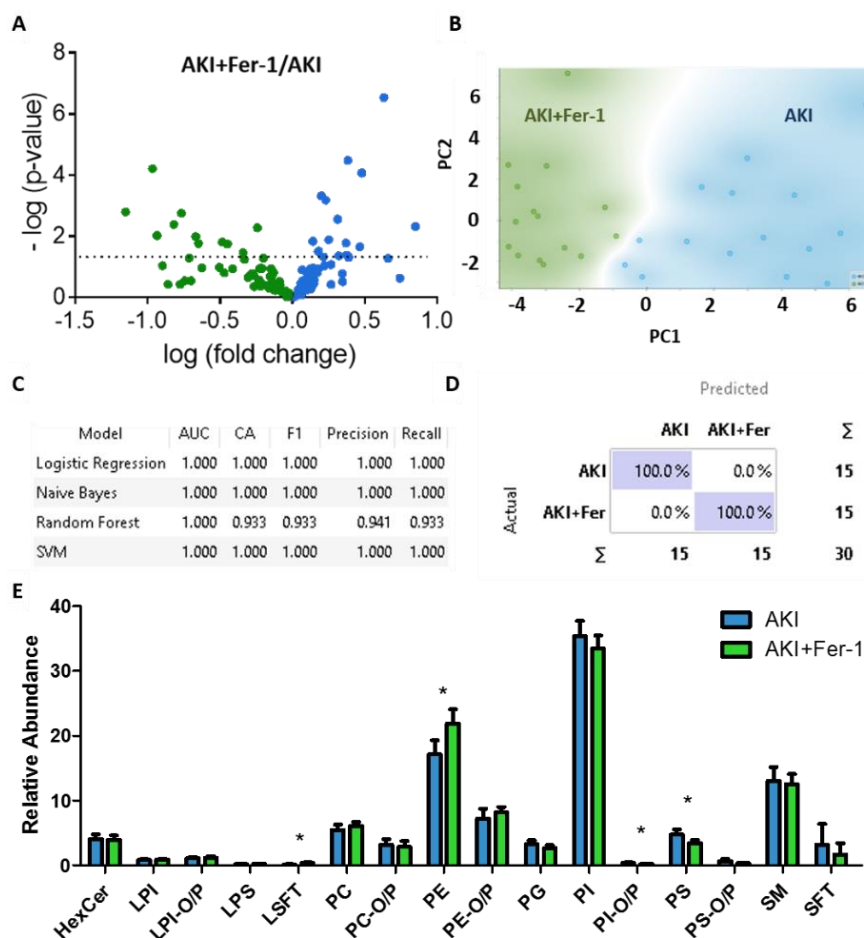 A
AKI+Fer-1/AKI
- log (p-value)
8
6
4
2
0
-1.5 -1.0 -0.5 0.0 0.5 1.0
log (fold change)
B
AKI+Fer-1
AKI
PC2
6
4
2
0
-2
-4 -2 0 2 4 6
PC1
C
Model AUC CA F1 Precision Recall
Logistic Regression 1.000 1.000 1.000 1.000 1.000
Naive Bayes 1.000 1.000 1.000 1.000 1.000
Random Forest 1.000 0.933 0.933 0.941 0.933
SVM 1.000 1.000 1.000 1.000 1.000
D
Predicted
AKI AKI+Fer Σ
Actual
AKI 100.0% 0.0% 15
AKI+Fer 0.0% 100.0% 15
Σ 15 15 30
E
Relative Abundance
40
30
20
10
0
AKI
AKI+Fer-1
* * * *
HexCer LPI LPI-O/P LPS LSFT PC PC-O/P PE PE-O/P PG PI PI-O/P PS PS-O/P SM SFT